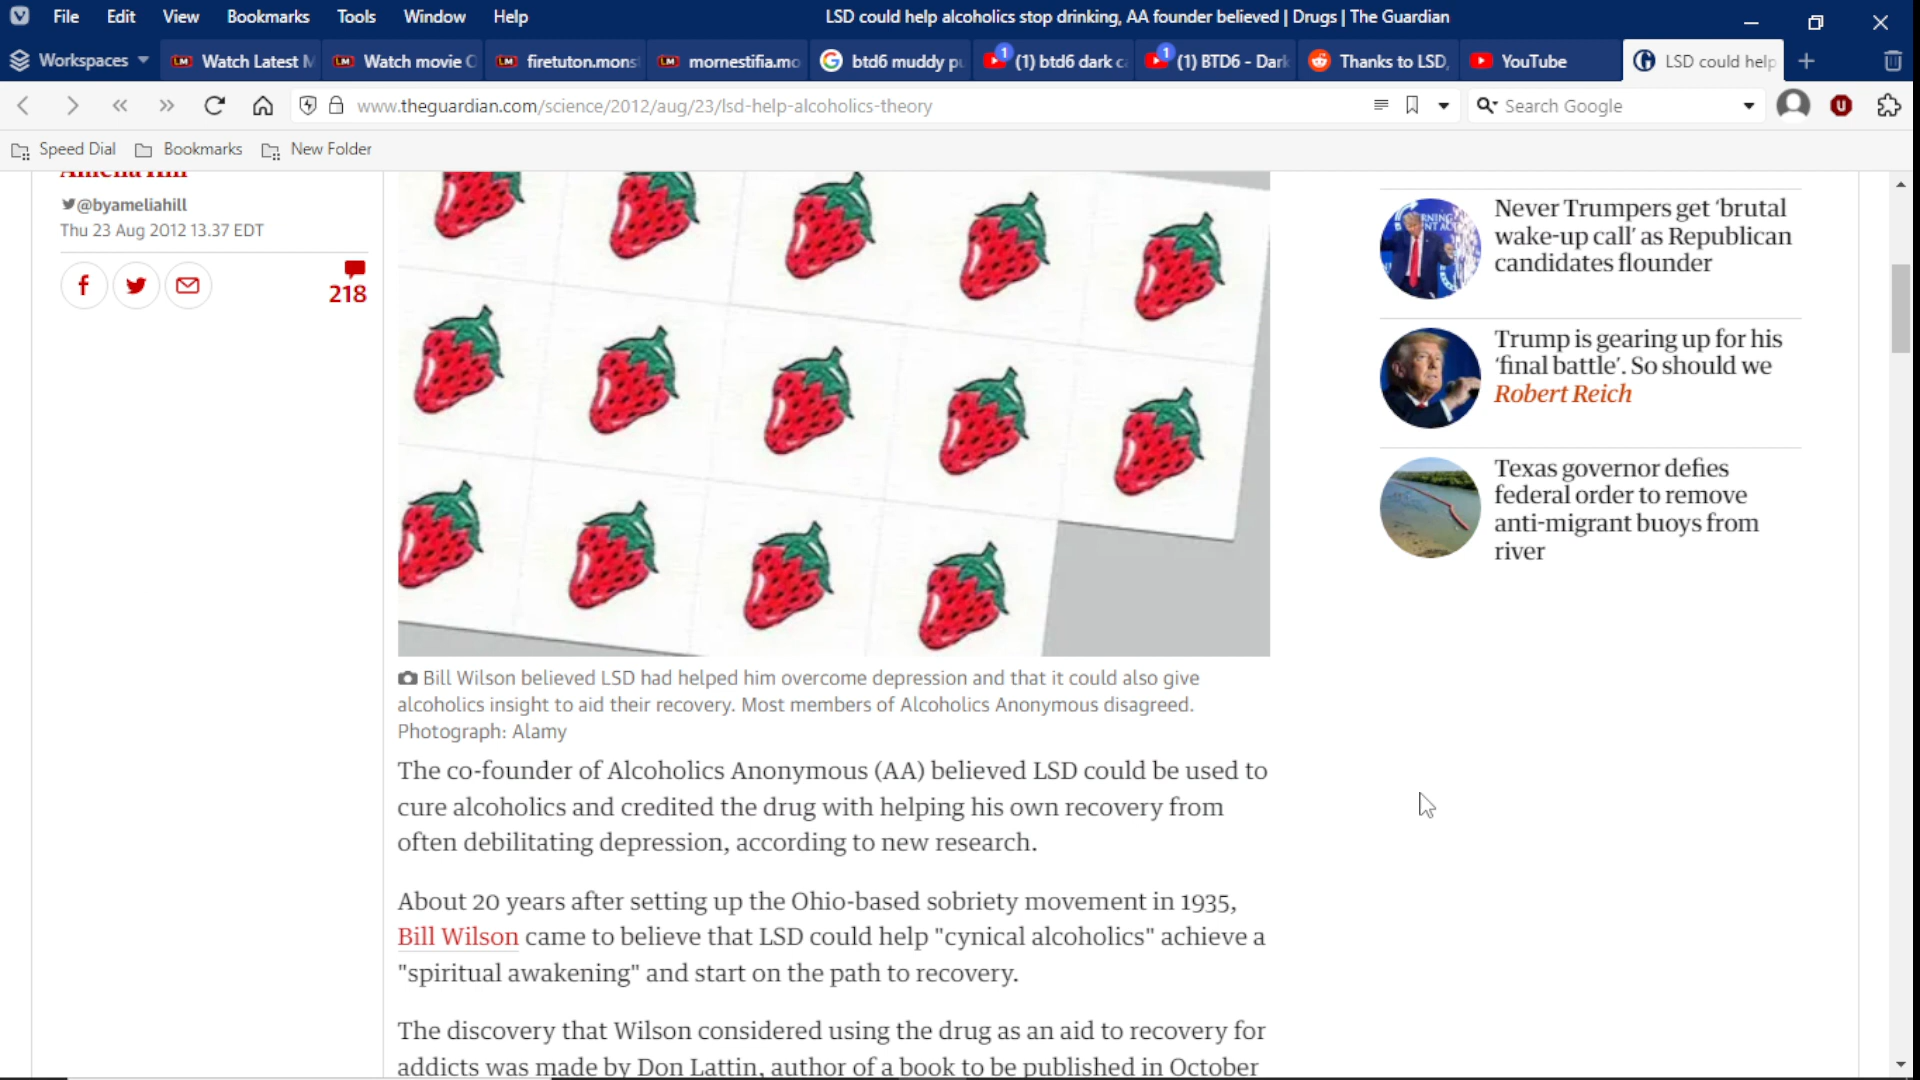 File Edit View Bookmarks Tools Window Help
LSD could help alcoholics stop drinking, AA founder believed | Drugs | The Guardian
Workspaces
Watch Latest M
Watch movie C
firetuton.mons
mornestifia.mo
btd6 muddy pu
(1) btd6 dark ca
(1) BTD6 - Dark
Thanks to LSD,
YouTube
LSD could help
www.theguardian.com/science/2012/aug/23/lsd-help-alcoholics-theory
Search Google
Speed Dial Bookmarks New Folder
Amelia Hill
@byameliahill
Thu 23 Aug 2012 13.37 EDT
218
Bill Wilson believed LSD had helped him overcome depression and that it could also give
alcoholics insight to aid their recovery. Most members of Alcoholics Anonymous disagreed.
Photograph: Alamy
The co-founder of Alcoholics Anonymous (AA) believed LSD could be used to
cure alcoholics and credited the drug with helping his own recovery from
often debilitating depression, according to new research.
About 20 years after setting up the Ohio-based sobriety movement in 1935,
Bill Wilson came to believe that LSD could help "cynical alcoholics" achieve a
"spiritual awakening" and start on the path to recovery.
The discovery that Wilson considered using the drug as an aid to recovery for
addicts was made by Don Lattin, author of a book to be published in October
Never Trumpers get ‘brutal
wake-up call’ as Republican
candidates flounder
Trump is gearing up for his
‘final battle’. So should we
Robert Reich
Texas governor defies
federal order to remove
anti-migrant buoys from
river